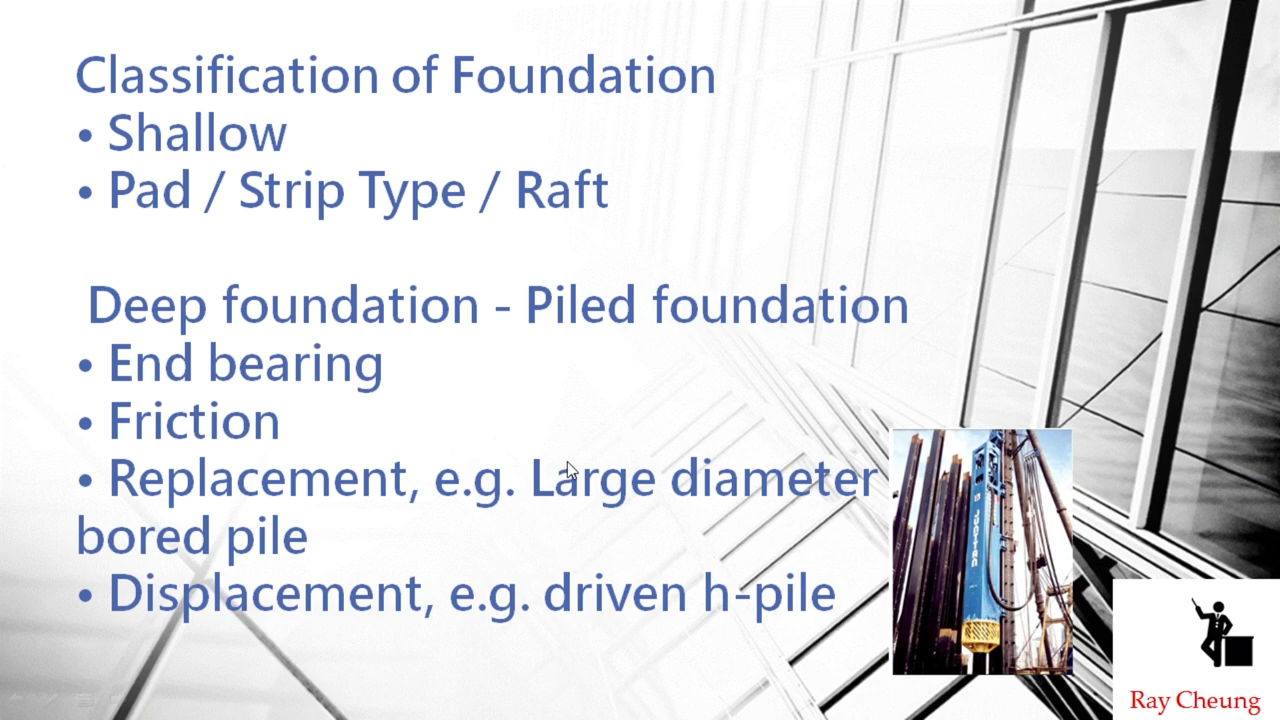 Classification of Foundation
• Shallow
• Pad / Strip Type / Raft
Deep foundation - Piled foundation
• End bearing
• Friction
• Replacement, e.g. Large diameter
bored pile
• Displacement, e.g. driven h-pile
JUNTTAN
Ray Cheung